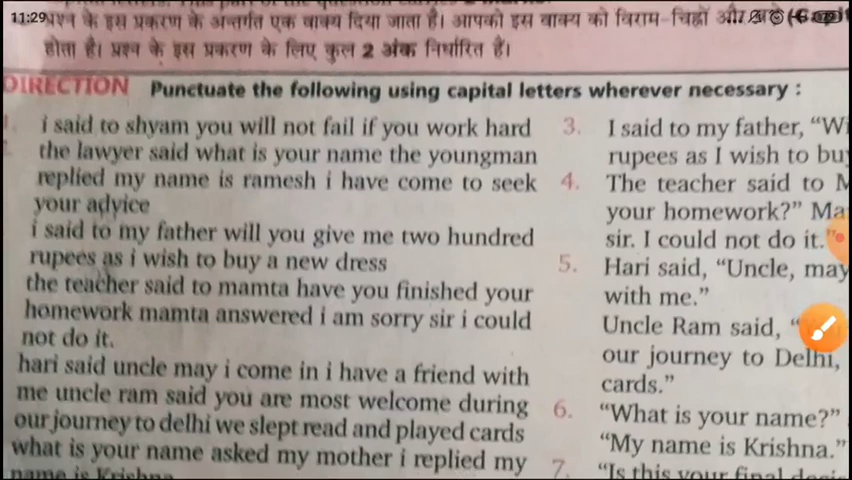 11:29
प्रश्न के इस प्रकरण के अन्तर्गत एक वाक्य दिया जाता है। आपको इस वाक्य को विराम-चिह्नों और
होता है। प्रश्न के इस प्रकरण के लिए कुल 2 अंक निर्धारित हैं।
DIRECTION Punctuate the following using capital letters wherever necessary :
i said to shyam you will not fail if you work hard
the lawyer said what is your name the youngman
replied my name is ramesh i have come to seek
your advice
i said to my father will you give me two hundred
rupees as i wish to buy a new dress
the teacher said to mamta have you finished your
homework mamta answered i am sorry sir i could
not do it.
hari said uncle may i come in i have a friend with
me uncle ram said you are most welcome during
our journey to delhi we slept read and played cards
what is your name asked my mother i replied my
name is Krishna
3. I said to my father, “Wi
rupees as I wish to buy
4. The teacher said to M
your homework?” Ma
sir. I could not do it.”
5. Hari said, “Uncle, may
with me.”
Uncle Ram said, “
our journey to Delhi,
cards.”
6. “What is your name?”
“My name is Krishna.”
7. “Is this your final